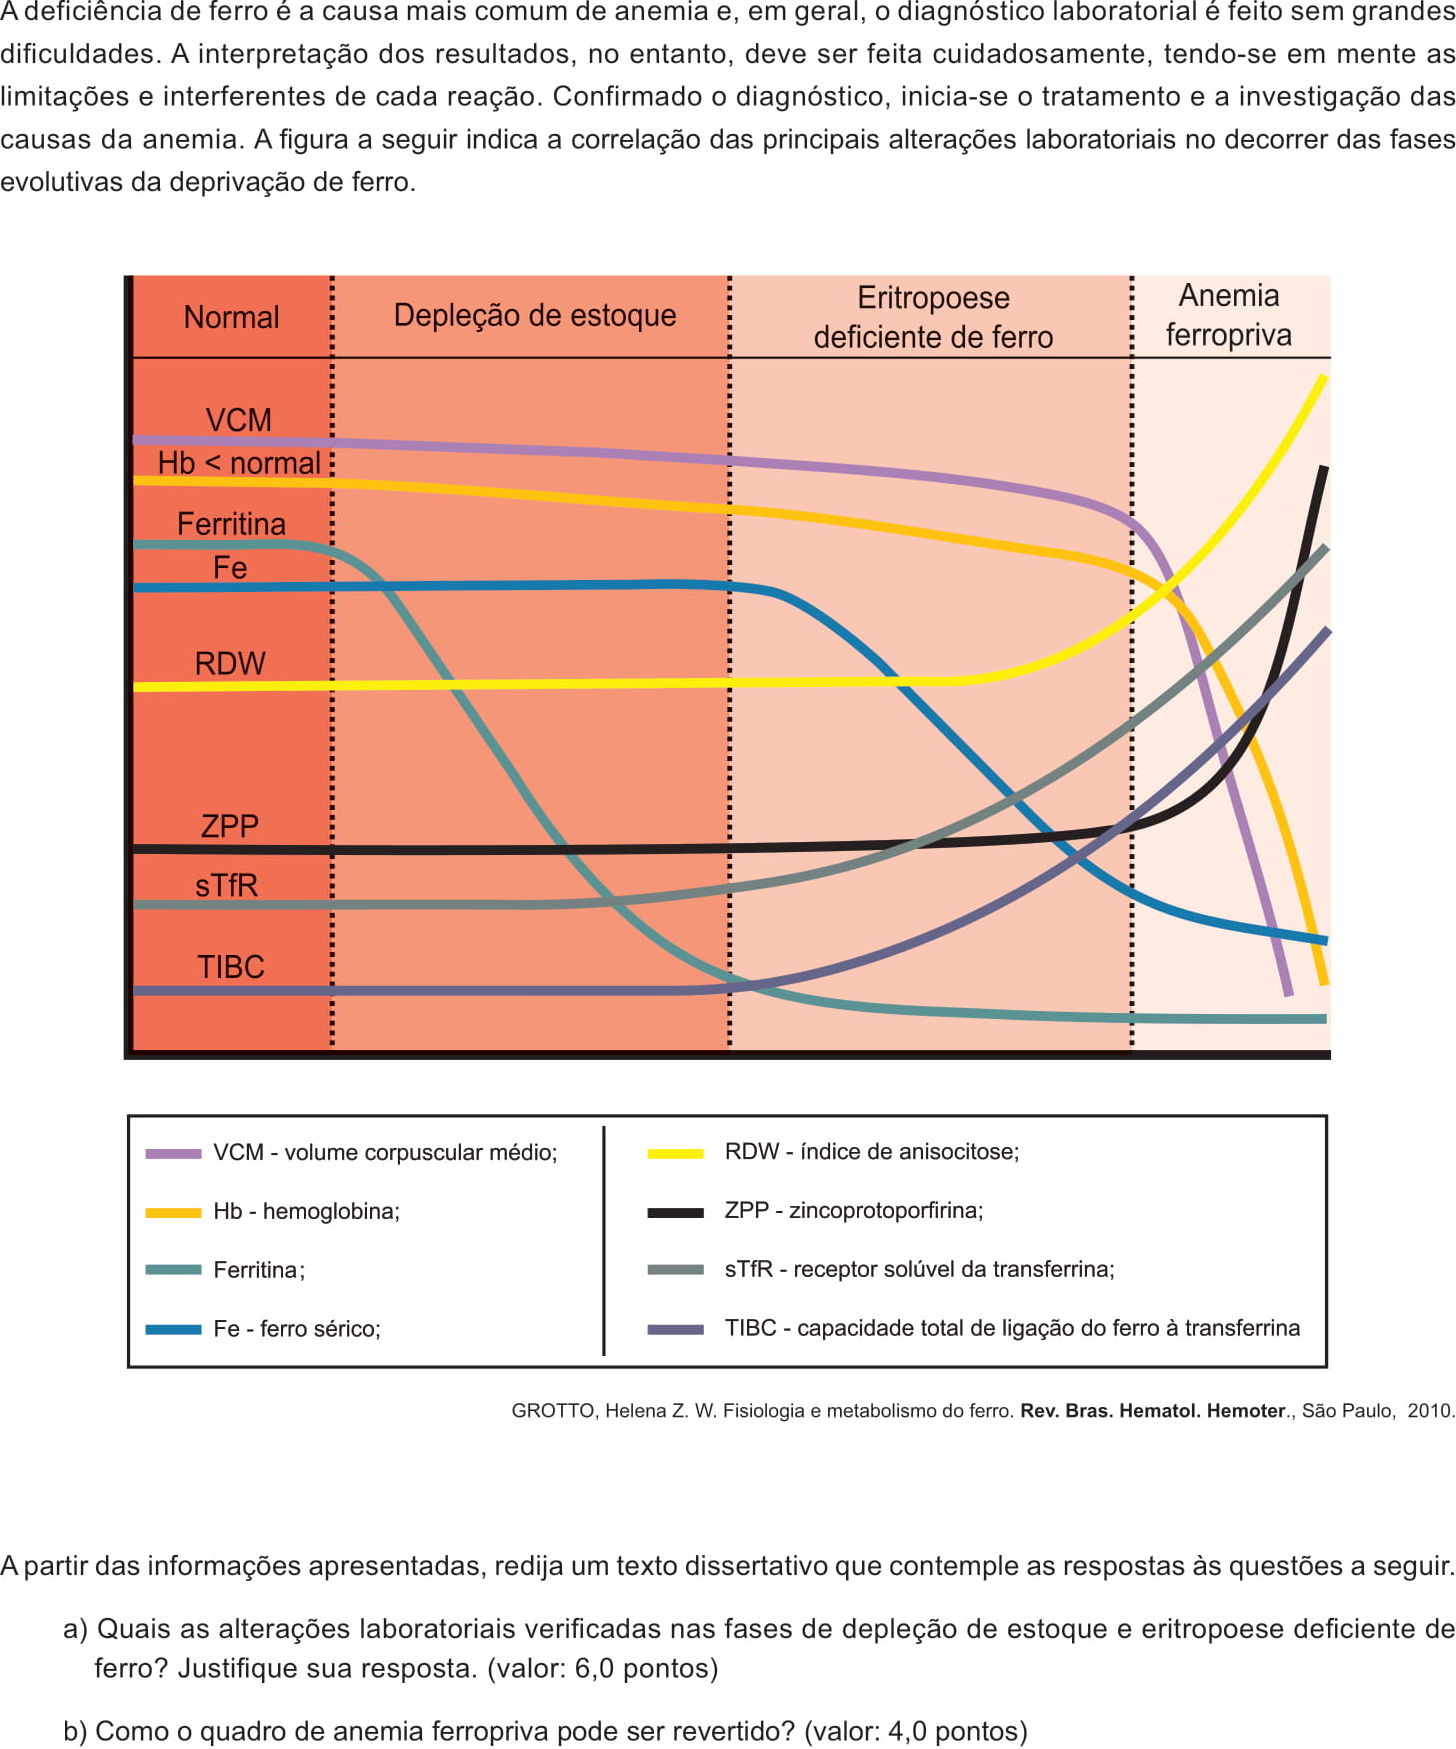 A deficiência de ferro é a causa mais comum de anemia e, em geral, o diagnóstico laboratorial é feito sem grandes
dificuldades. A interpretação dos resultados, no entanto, deve ser feita cuidadosamente, tendo-se em mente as
limitações e interferentes de cada reação. Confirmado o diagnóstico, inicia-se o tratamento e a investigação das
causas da anemia. A figura a seguir indica a correlação das principais alterações laboratoriais no decorrer das fases
evolutivas da deprivação de ferro.
Normal
Depleção de estoque
Eritropoese
deficiente de ferro
Anemia
ferropriva
VCM
Hb < normal
Ferritina
Fe
RDW
ZPP
sTfR
TIBC
VCM - volume corpuscular médio;
Hb - hemoglobina;
Ferritina;
Fe - ferro sérico;
RDW - índice de anisocitose;
ZPP - zincoprotoporfirina;
sTfR - receptor solúvel da transferrina;
TIBC - capacidade total de ligação do ferro à transferrina
GROTTO, Helena Z. W. Fisiologia e metabolismo do ferro. Rev. Bras. Hematol. Hemoter., São Paulo, 2010.
A partir das informações apresentadas, redija um texto dissertativo que contemple as respostas às questões a seguir.
a) Quais as alterações laboratoriais verificadas nas fases de depleção de estoque e eritropoese deficiente de
ferro? Justifique sua resposta. (valor: 6,0 pontos)
b) Como o quadro de anemia ferropriva pode ser revertido? (valor: 4,0 pontos)